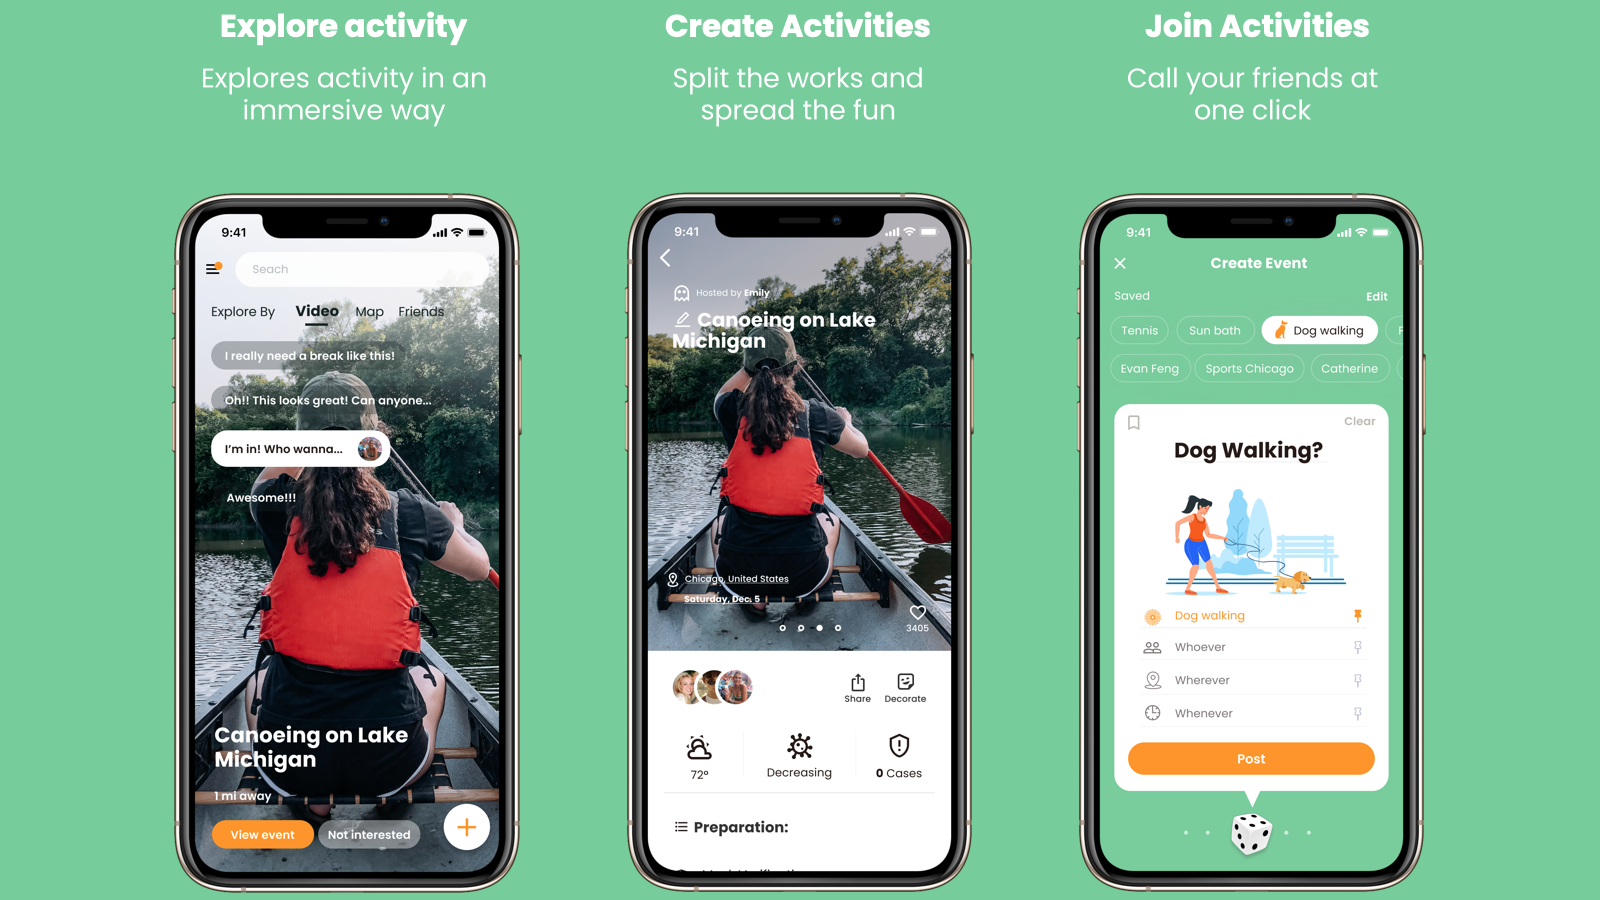 Explore activity
Explores activity in an
immersive way
9:41
Seach
Explore By Video Map Friends
I really need a break like this!
Oh!! This looks great! Can anyone...
I'm in! Who wanna...
Awesome!!!
Canoeing on Lake
Michigan
1 mi away
View event
Not interested
Create Activities
Split the works and
spread the fun
9:41
Hosted by Emily
Canoeing on Lake
Michigan
Chicago, United States
Saturday, Dec. 5
3405
Share
Decorate
72°
Decreasing
0 Cases
Preparation:
Join Activities
Call your friends at
one click
9:41
Create Event
Saved
Edit
Tennis
Sun bath
Dog walking
Evan Feng
Sports Chicago
Catherine
Clear
Dog Walking?
Dog walking
Whoever
Wherever
Whenever
Post